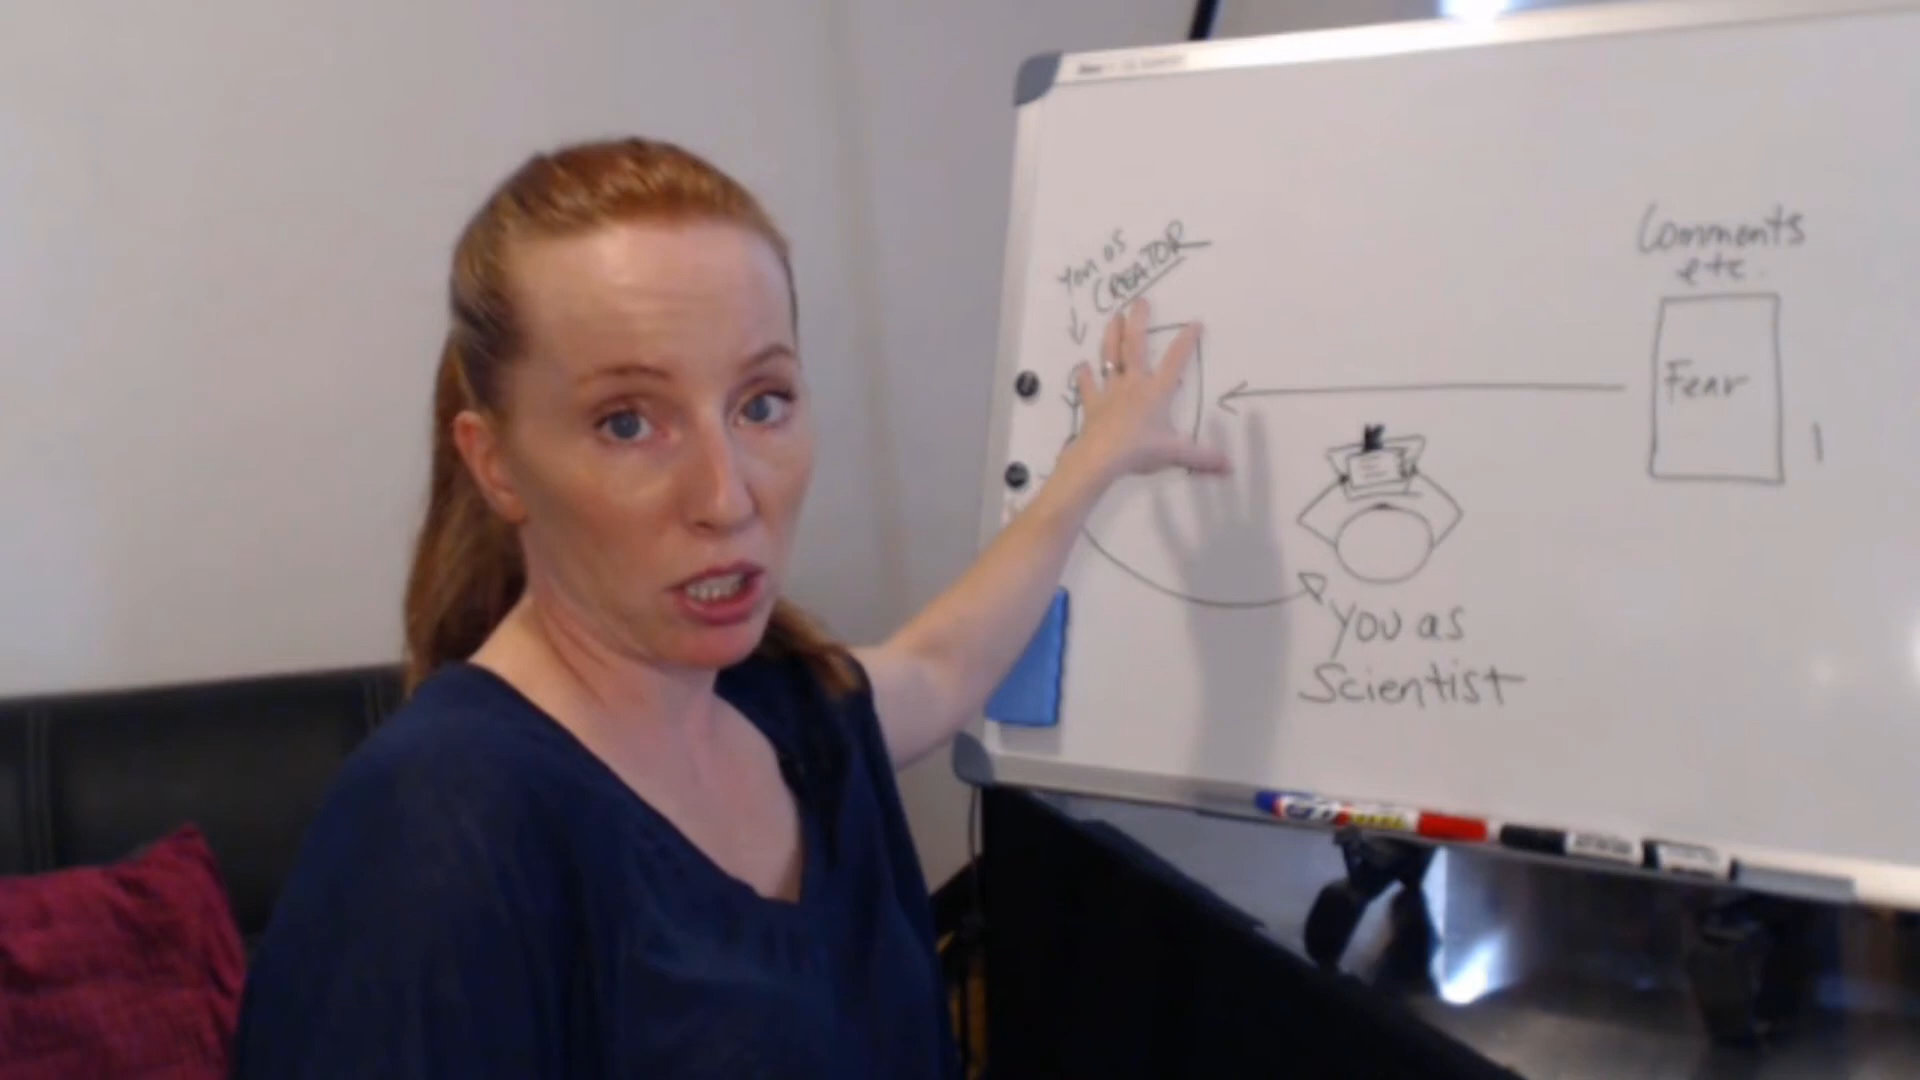 You as
CREATOR
Comments
etc.
Fear
You as
Scientist